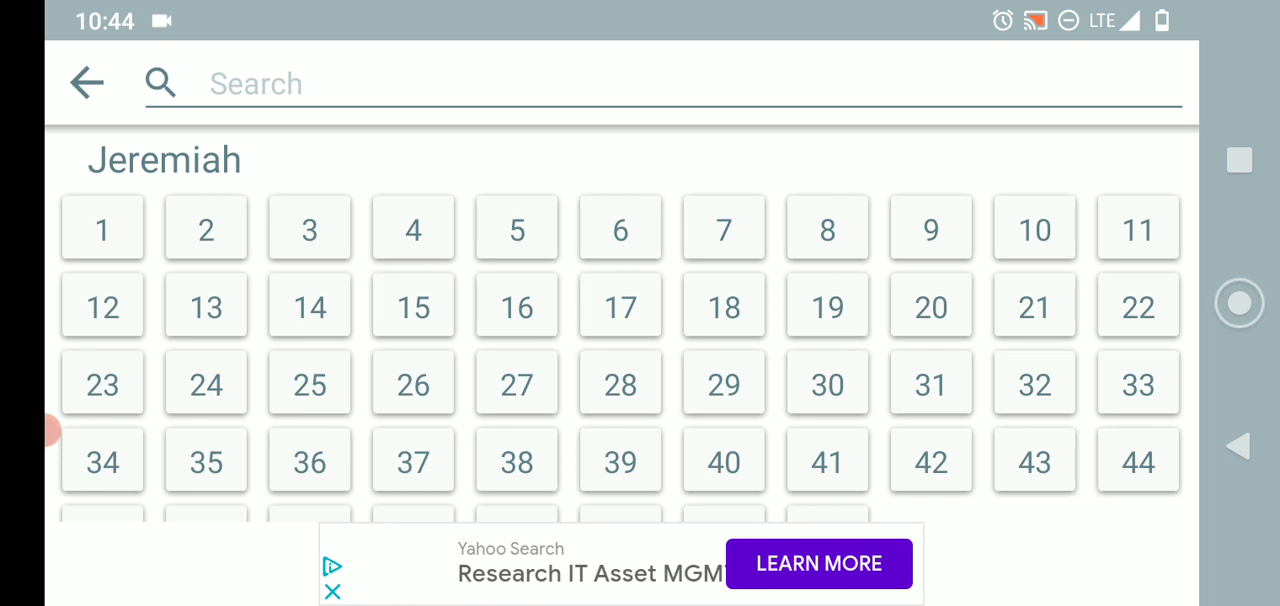 10:44 LTE
Search
Jeremiah
1 2 3 4 5 6 7 8 9 10 11
12 13 14 15 16 17 18 19 20 21 22
23 24 25 26 27 28 29 30 31 32 33
34 35 36 37 38 39 40 41 42 43 44
Yahoo Search
Research IT Asset MGM
LEARN MORE